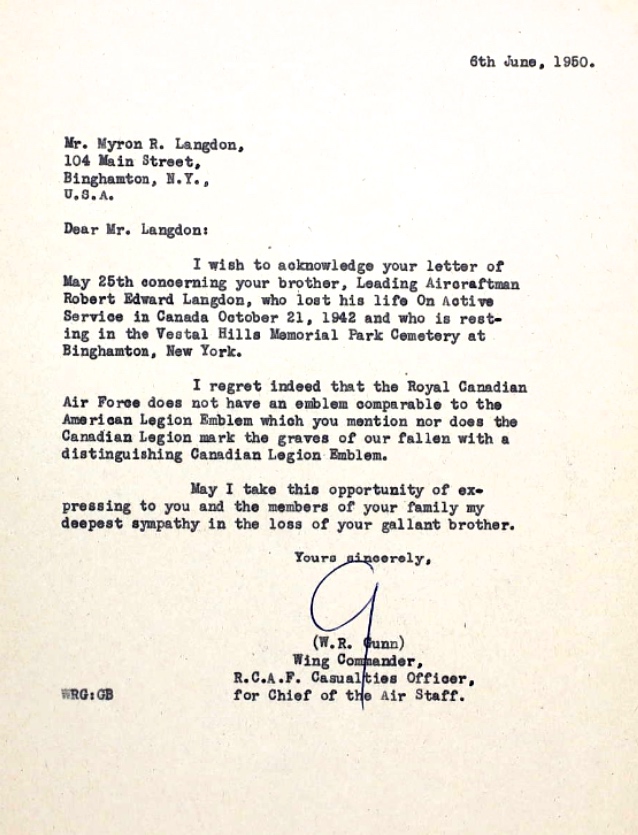 6th June, 1950.
Mr. Myron R. Langdon,
104 Main Street,
Binghamton, N.Y.,
U.S.A.
Dear Mr. Langdon:
I wish to acknowledge your letter of
May 25th concerning your brother, Leading Aircraftman
Robert Edward Langdon, who lost his life On Active
Service in Canada October 21, 1942 and who is rest-
ing in the Vestal Hills Memorial Park Cemetery at
Binghamton, New York.
I regret indeed that the Royal Canadian
Air Force does not have an emblem comparable to the
American Legion Emblem which you mention nor does the
Canadian Legion mark the graves of our fallen with a
distinguishing Canadian Legion Emblem.
May I take this opportunity of ex-
pressing to you and the members of your family my
deepest sympathy in the loss of your gallant brother.
Yours sincerely,
(W.R. Gunn)
Wing Commander,
R.C.A.F. Casualties Officer,
for Chief of the Air Staff.
WRG:GB